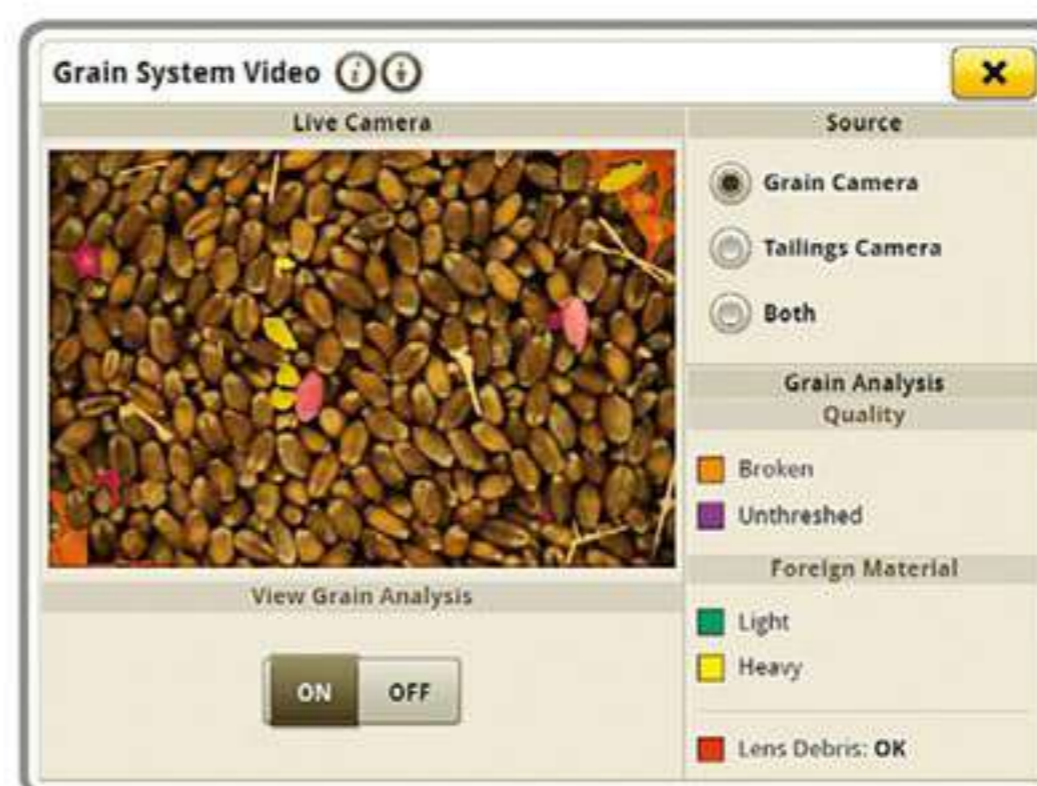 Grain System Video
Live Camera
View Grain Analysis
ON OFF
Source
Grain Camera
Tailings Camera
Both
Grain Analysis
Quality
Broken
Unthreshed
Foreign Material
Light
Heavy
Lens Debris: OK